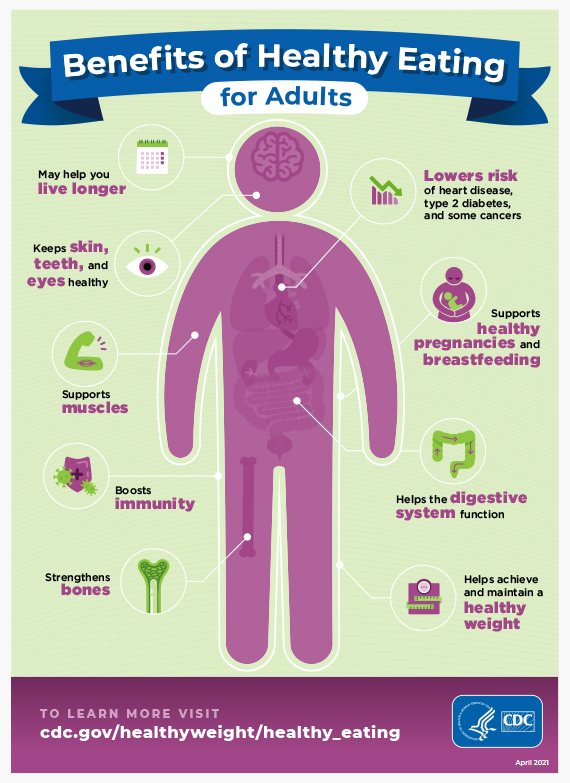 Benefits of Healthy Eating
for Adults
May help you
live longer
Lowers risk
of heart disease,
type 2 diabetes,
and some cancers
Keeps skin,
teeth, and
eyes healthy
Supports
healthy
pregnancies and
breastfeeding
Supports
muscles
Boosts
immunity
Helps the digestive
system function
Strengthens
bones
Helps achieve
and maintain a
healthy
weight
TO LEARN MORE VISIT
cdc.gov/healthyweight/healthy_eating
CDC
April 2021